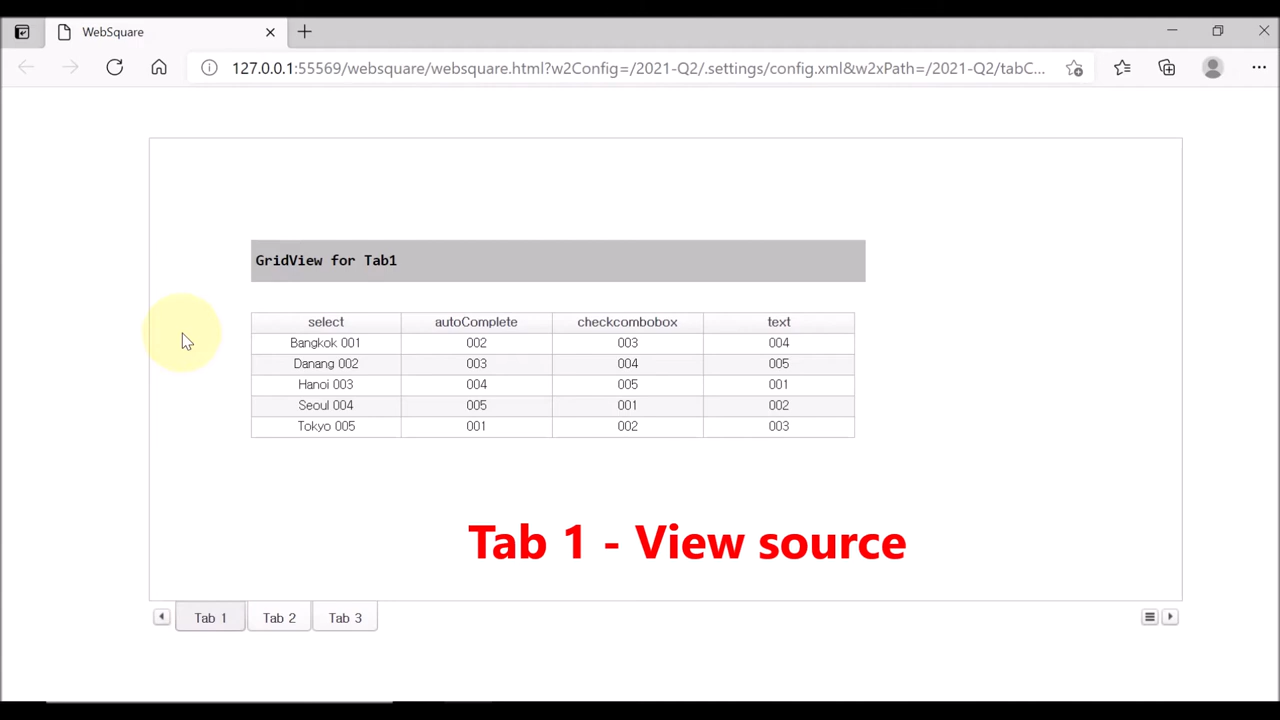 WebSquare
127.0.0.1:55569/websquare/websquare.html?w2Config=/2021-Q2/.settings/config.xml&w2xPath=/2021-Q2/tabC...
GridView for Tab1
select autoComplete checkcombobox text
Bangkok 001 002 003 004
Danang 002 003 004 005
Hanoi 003 004 005 001
Seoul 004 005 001 002
Tokyo 005 001 002 003
Tab 1 - View source
Tab 1 Tab 2 Tab 3